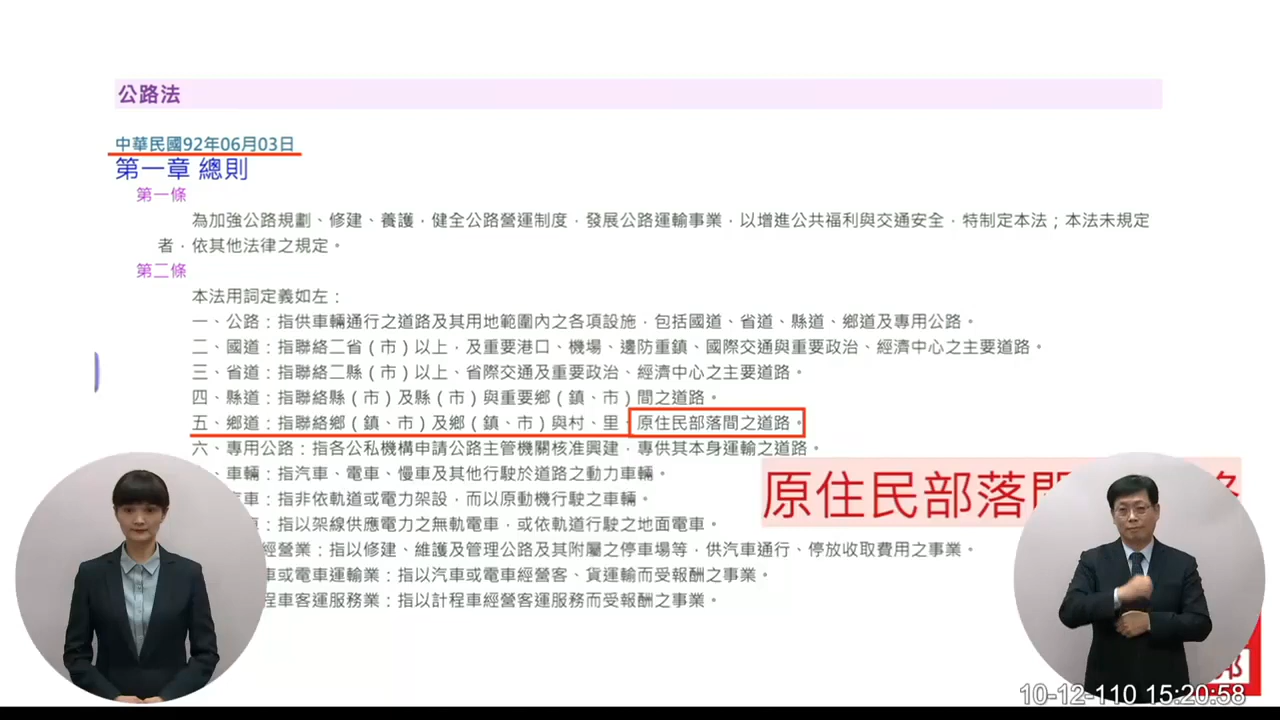 公路法
中華民國92年06月03日
第一章 總則
第一條
為加強公路規劃、修建、養護，健全公路營運制度，發展公路運輸事業，以增進公共福利與交通安全，特制定本法；本法未規定
者，依其他法律之規定。
第二條
本法用詞定義如左：
一、公路：指供車輛通行之道路及其用地範圍內之各項設施，包括國道、省道、縣道、鄉道及專用公路。
二、國道：指聯絡二省（市）以上，及重要港口、機場、邊防重鎮、國際交通與重要政治、經濟中心之主要道路。
三、省道：指聯絡二縣（市）以上、省際交通及重要政治、經濟中心之主要道路。
四、縣道：指聯絡縣（市）及縣（市）與重要鄉（鎮、市）間之道路。
五、鄉道：指聯絡鄉（鎮、市）及鄉（鎮、市）與村、里、原住民部落間之道路。
六、專用公路：指各公私機構申請公路主管機關核准興建，專供其本身運輸之道路。
、車輛：指汽車、電車、慢車及其他行駛於道路之動力車輛。
原住民部落間
車：指非依軌道或電力架設，而以原動機行駛之車輛。
：指以架線供應電力之無軌電車，或依軌道行駛之地面電車。
經營業：指以修建、維護及管理公路及其附屬之停車場等，供汽車通行、停放收取費用之事業。
車或電車運輸業：指以汽車或電車經營客、貨運輸而受報酬之事業。
程車客運服務業：指以計程車經營客運服務而受報酬之事業。
10-12-110 15:20:58